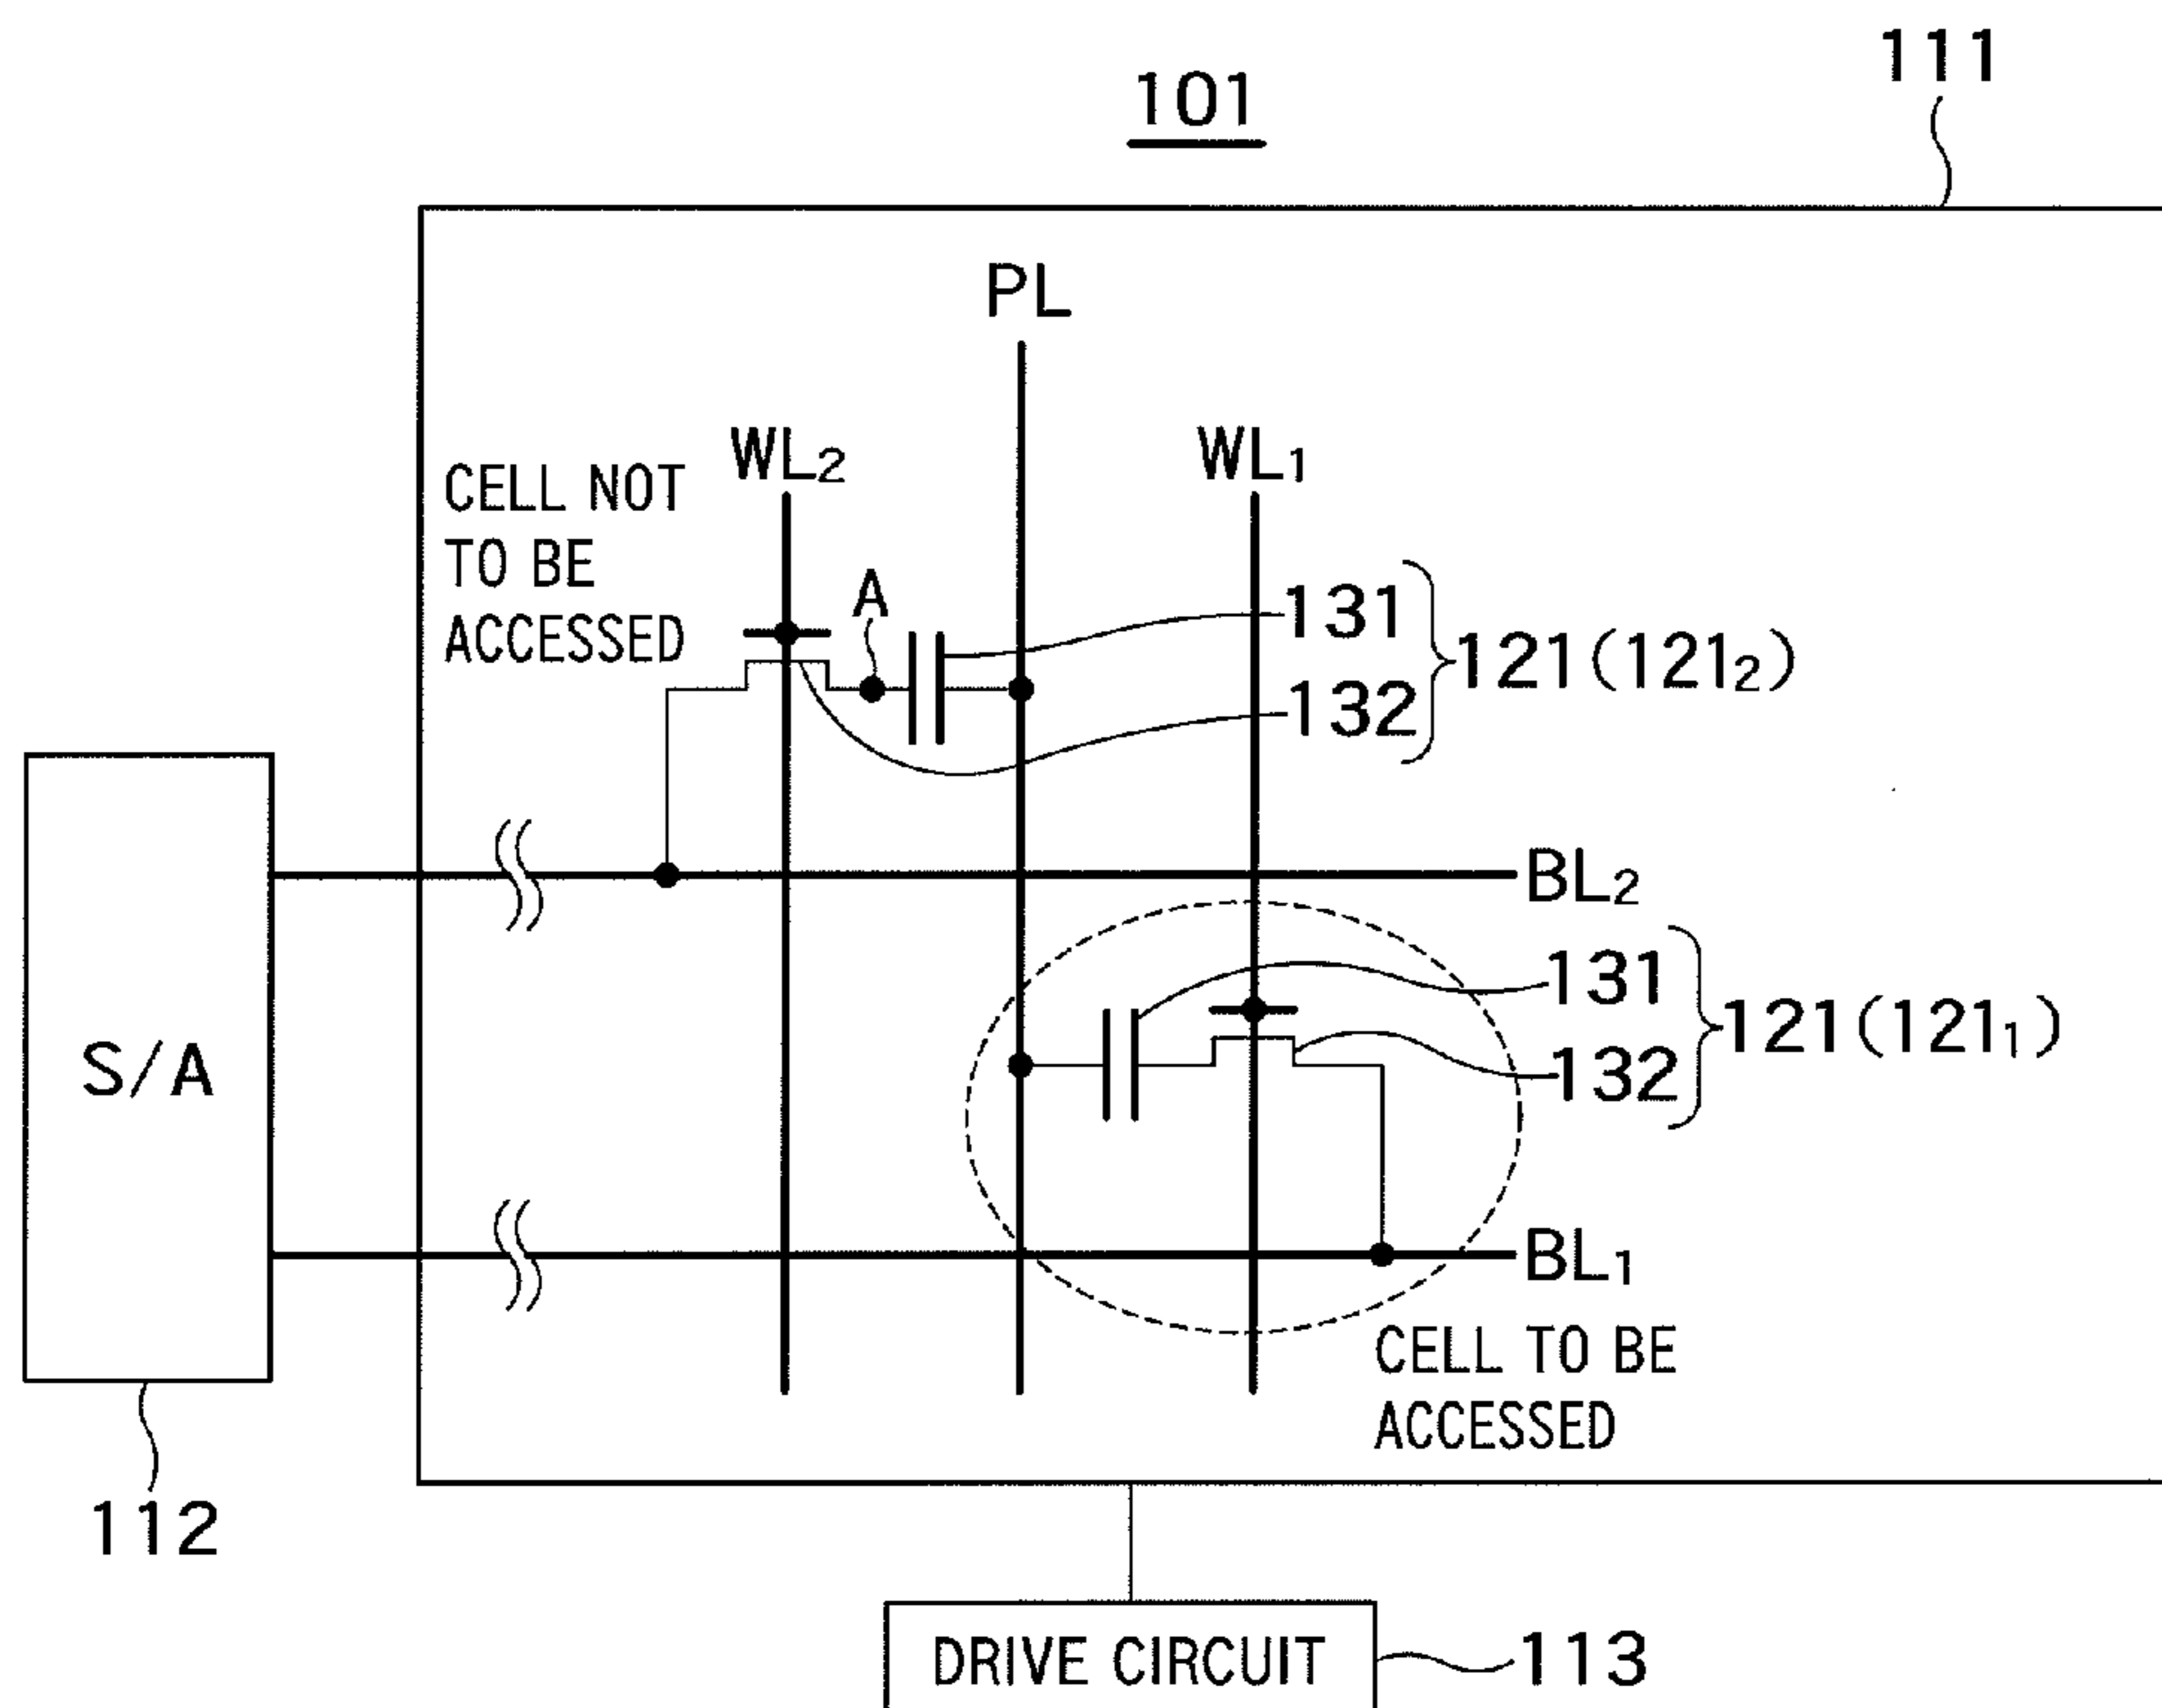 101
111
PL
WL2
WL1
CELL NOT
TO BE
ACCESSED
A
131
132
121(1212)
BL2
S/A
131
132
121(1211)
BL1
CELL TO BE
ACCESSED
112
DRIVE CIRCUIT
113